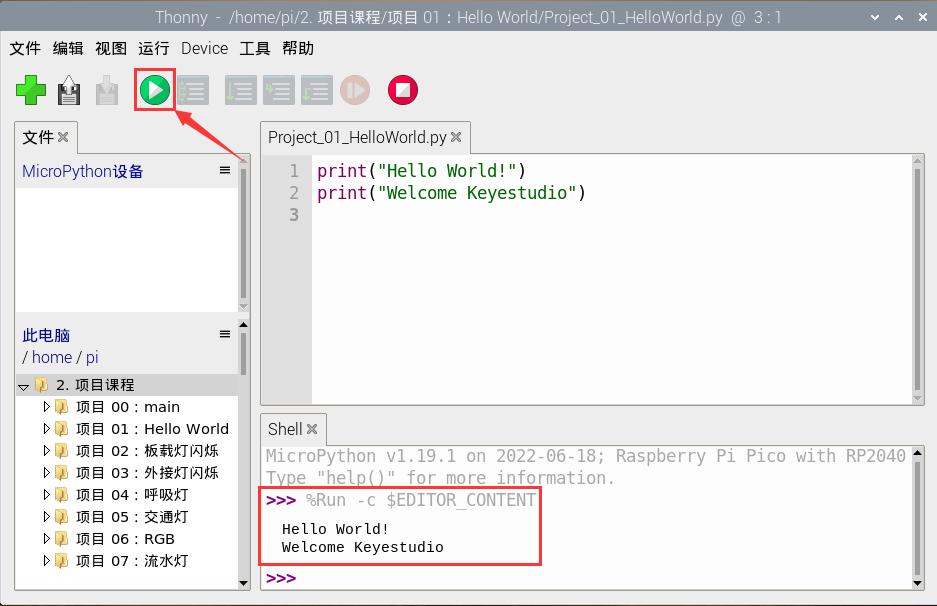 Thonny - /home/pi/2. 项目课程/项目 01：Hello World/Project_01_HelloWorld.py @ 3 : 1
文件 编辑 视图 运行 Device 工具 帮助
文件
MicroPython设备
此电脑
/ home / pi
2. 项目课程
项目 00：main
项目 01：Hello World
项目 02：板载灯闪烁
项目 03：外接灯闪烁
项目 04：呼吸灯
项目 05：交通灯
项目 06：RGB
项目 07：流水灯
Project_01_HelloWorld.py
1 print("Hello World!")
2 print("Welcome Keyestudio")
3
Shell
MicroPython v1.19.1 on 2022-06-18; Raspberry Pi Pico with RP2040
Type "help()" for more information.
>>> %Run -c $EDITOR_CONTENT
Hello World!
Welcome Keyestudio
>>>